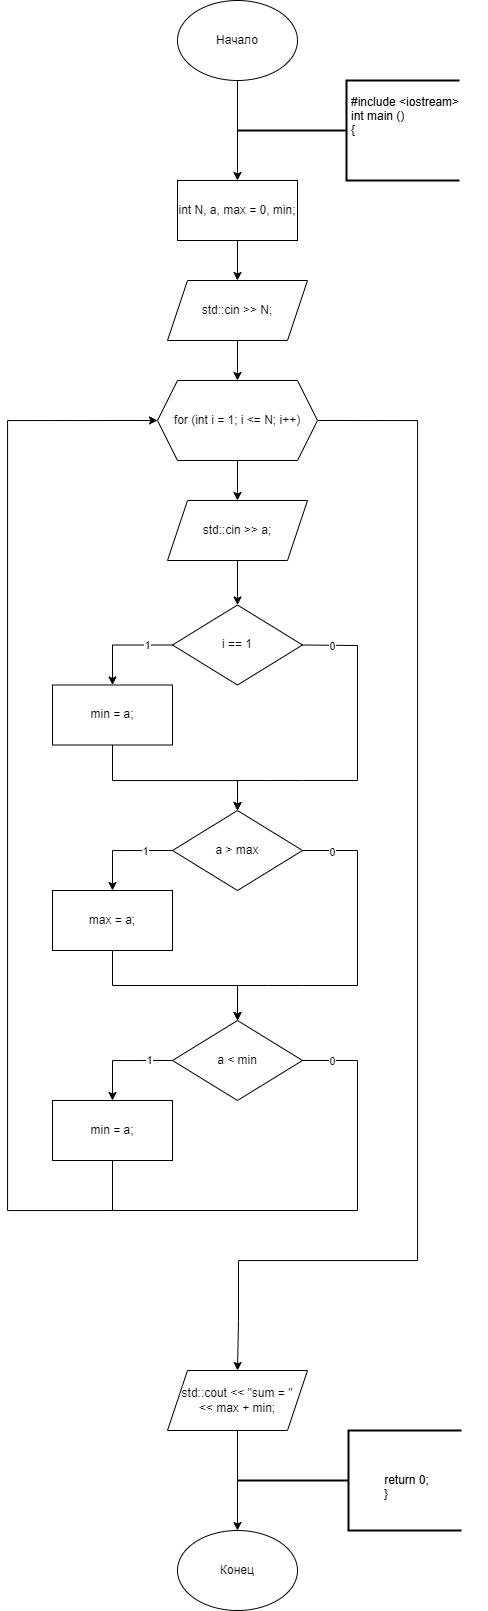 Начало
#include <iostream>
int main ()
{
int N, a, max = 0, min;
std::cin >> N;
for (int i = 1; i <= N; i++)
std::cin >> a;
i == 1
1
0
min = a;
a > max
1
0
max = a;
a < min
1
0
min = a;
std::cout << "sum = "
<< max + min;
return 0;
}
Конец